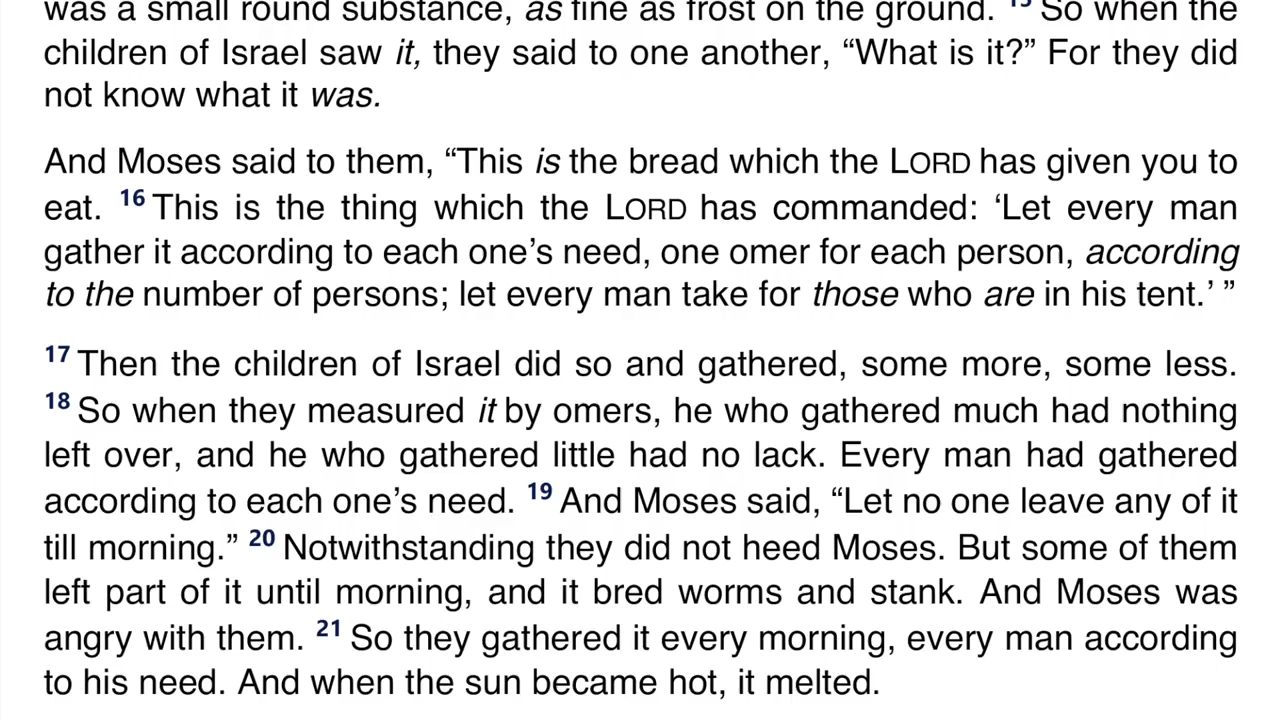 was a small round substance, as fine as frost on the ground. 15 So when the
children of Israel saw it, they said to one another, “What is it?” For they did
not know what it was.
And Moses said to them, “This is the bread which the LORD has given you to
eat. 16 This is the thing which the LORD has commanded: ‘Let every man
gather it according to each one’s need, one omer for each person, according
to the number of persons; let every man take for those who are in his tent.’ ”
17 Then the children of Israel did so and gathered, some more, some less.
18 So when they measured it by omers, he who gathered much had nothing
left over, and he who gathered little had no lack. Every man had gathered
according to each one’s need. 19 And Moses said, “Let no one leave any of it
till morning.” 20 Notwithstanding they did not heed Moses. But some of them
left part of it until morning, and it bred worms and stank. And Moses was
angry with them. 21 So they gathered it every morning, every man according
to his need. And when the sun became hot, it melted.